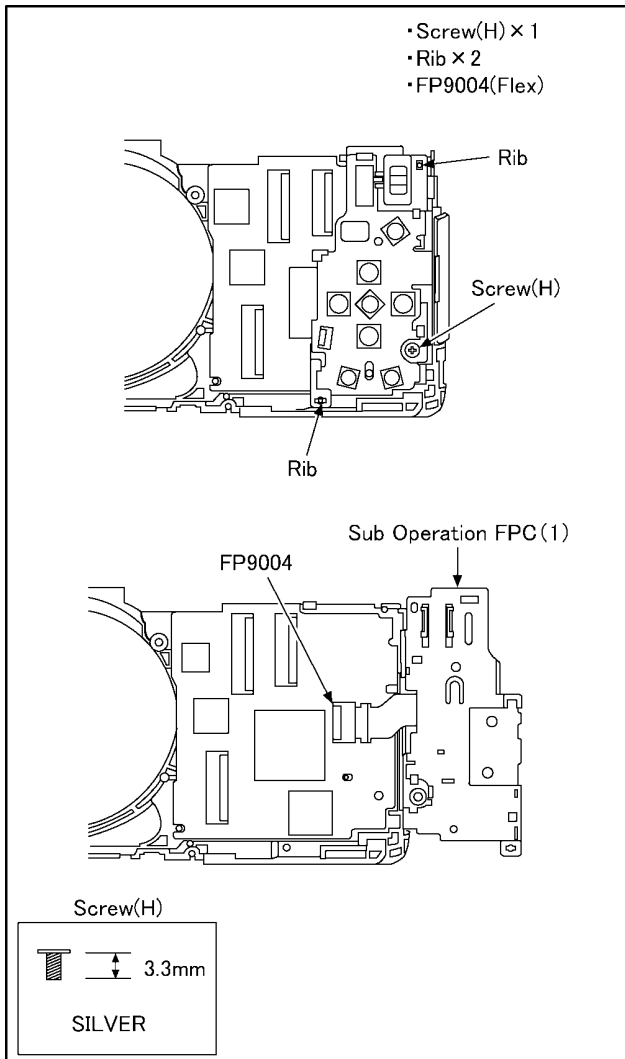 ・Screw(H)×1
・Rib×2
・FP9004(Flex)
Rib
Screw(H)
Rib
Sub Operation FPC(1)
FP9004
Screw(H)
3.3mm
SILVER